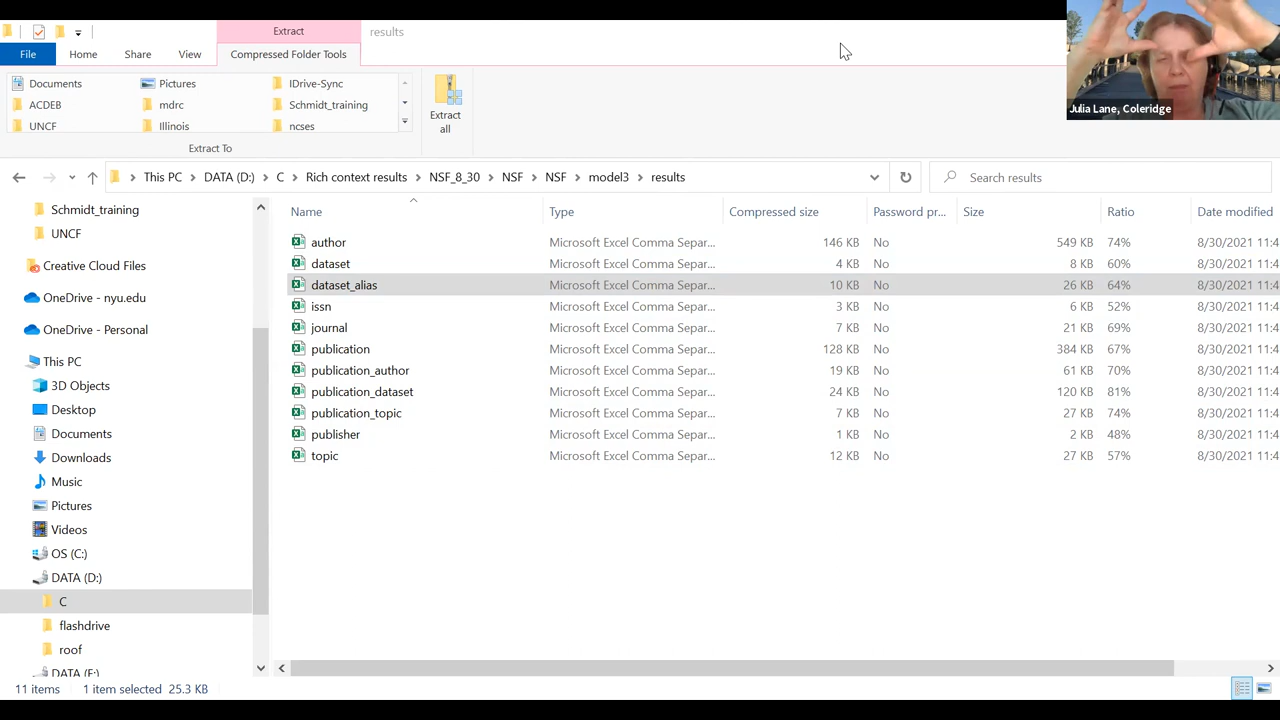 Extract
results
File
Home
Share
View
Compressed Folder Tools
Documents
Pictures
IDrive-Sync
ACDEB
mdrc
Schmidt_training
UNCF
Illinois
ncses
Extract all
Extract To
Julia Lane, Coleridge
This PC > DATA (D:) > C > Rich context results > NSF_8_30 > NSF > NSF > model3 > results
Search results
Name Type Compressed size Password pr... Size Ratio Date modified
author Microsoft Excel Comma Separ... 146 KB No 549 KB 74% 8/30/2021 11:4
dataset Microsoft Excel Comma Separ... 4 KB No 8 KB 60% 8/30/2021 11:4
dataset_alias Microsoft Excel Comma Separ... 10 KB No 26 KB 64% 8/30/2021 11:4
issn Microsoft Excel Comma Separ... 3 KB No 6 KB 52% 8/30/2021 11:4
journal Microsoft Excel Comma Separ... 7 KB No 21 KB 69% 8/30/2021 11:4
publication Microsoft Excel Comma Separ... 128 KB No 384 KB 67% 8/30/2021 11:4
publication_author Microsoft Excel Comma Separ... 19 KB No 61 KB 70% 8/30/2021 11:4
publication_dataset Microsoft Excel Comma Separ... 24 KB No 120 KB 81% 8/30/2021 11:4
publication_topic Microsoft Excel Comma Separ... 7 KB No 27 KB 74% 8/30/2021 11:4
publisher Microsoft Excel Comma Separ... 1 KB No 2 KB 48% 8/30/2021 11:4
topic Microsoft Excel Comma Separ... 12 KB No 27 KB 57% 8/30/2021 11:4
Schmidt_training
UNCF
Creative Cloud Files
OneDrive - nyu.edu
OneDrive - Personal
This PC
3D Objects
Desktop
Documents
Downloads
Music
Pictures
Videos
OS (C:)
DATA (D:)
C
flashdrive
roof
DATA (E:)
11 items 1 item selected 25.3 KB